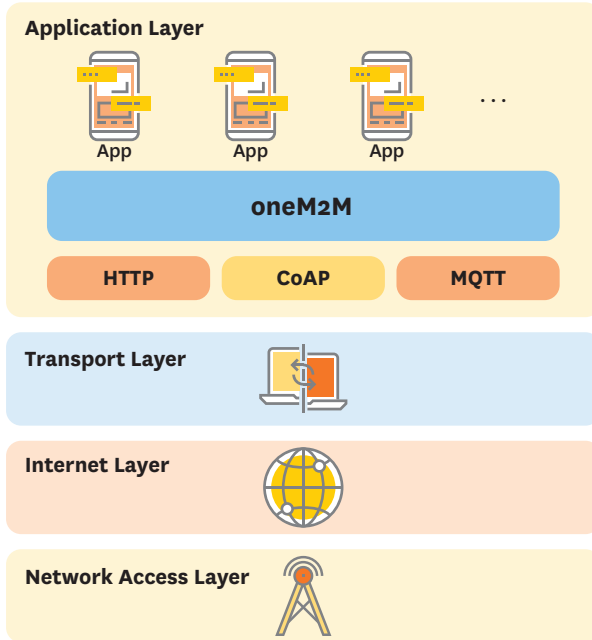 Application Layer
App
App
App
...
oneM2M
HTTP
CoAP
MQTT
Transport Layer
Internet Layer
Network Access Layer